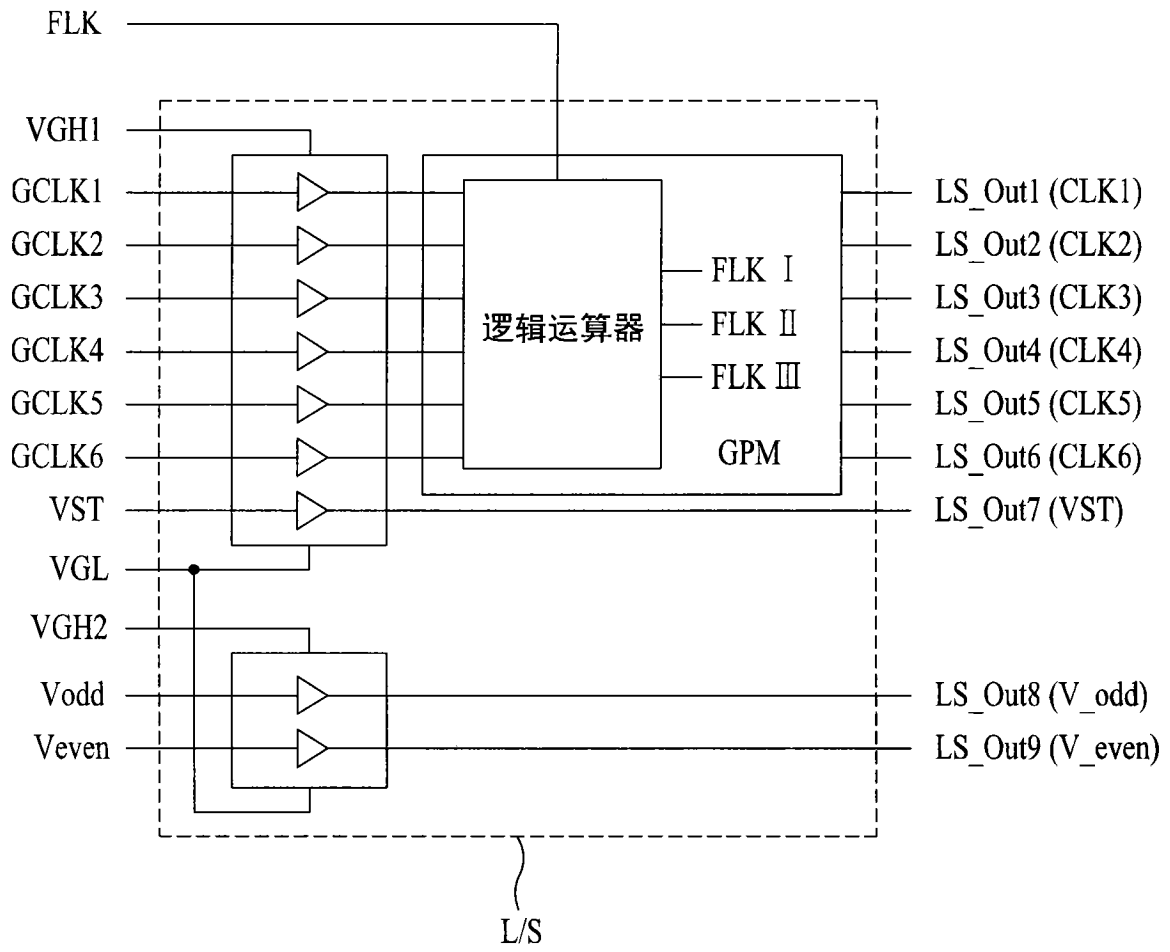 FLK
VGH1
GCLK1
GCLK2
GCLK3
GCLK4
GCLK5
GCLK6
VST
VGL
VGH2
Vodd
Veven
逻辑运算器
FLK Ⅰ
FLK Ⅱ
FLK Ⅲ
GPM
LS_Out1 (CLK1)
LS_Out2 (CLK2)
LS_Out3 (CLK3)
LS_Out4 (CLK4)
LS_Out5 (CLK5)
LS_Out6 (CLK6)
LS_Out7 (VST)
LS_Out8 (V_odd)
LS_Out9 (V_even)
L/S